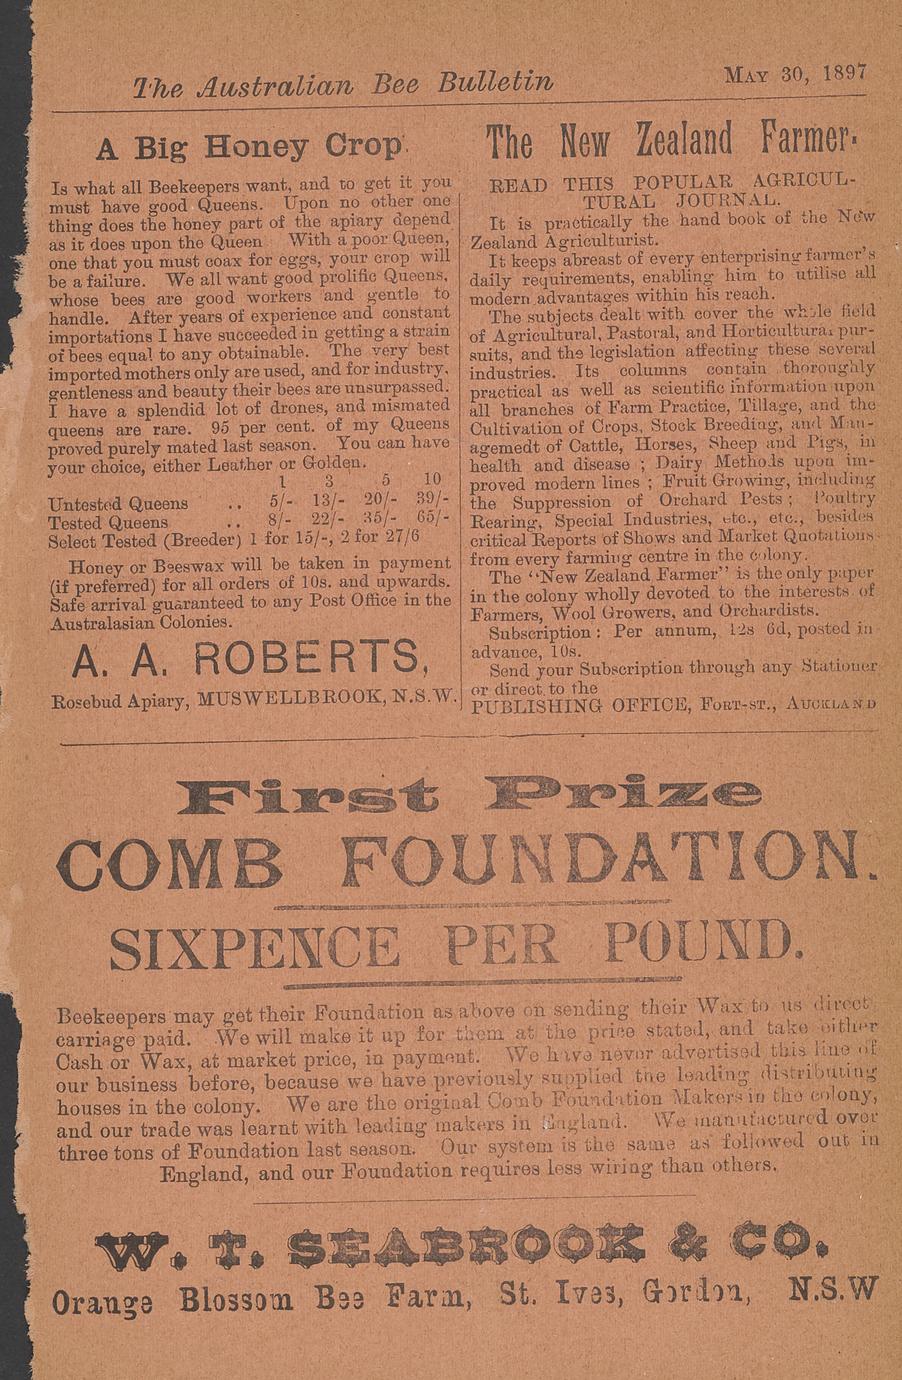 The Australian Bee Bulletin
MAY 30, 1897
A Big Honey Crop.
Is what all Beekeepers want, and to get it you
must have good Queens. Upon no other one
thing does the honey part of the apiary depend
as it does upon the Queen With a poor Queen,
one that you must coax for eggs, your crop will
be a failure. We all want good prolific Queens,
whose bees are good workers and gentle to
handle. After years of experience and constant
importations I have succeeded in getting a strain
of bees equal to any obtainable. The very best
imported mothers only are used, and for industry,
gentleness and beauty their bees are unsurpassed.
I have a splendid lot of drones, and mismated
queens are rare. 95 per cent. of my Queens
proved purely mated last season. You can have
your choice, either Leather or Golden.
1 3 5 10
Untested Queens .. 5/- 13/- 20/- 39/-
Tested Queens .. 8/- 22/- 35/- 65/-
Select Tested (Breeder) 1 for 15/-, 2 for 27/6
Honey or Beeswax will be taken in payment
(if preferred) for all orders of 10s. and upwards.
Safe arrival guaranteed to any Post Office in the
Australasian Colonies.
A. A. ROBERTS,
Rosebud Apiary, MUSWELLBROOK, N.S.W.
The New Zealand Farmer.
READ THIS POPULAR AGRICUL-
TURAL JOURNAL.
It is practically the hand book of the New
Zealand Agriculturist.
It keeps abreast of every enterprising farmer's
daily requirements, enabling him to utilise all
modern advantages within his reach.
The subjects dealt with cover the whole field
of Agricultural, Pastoral, and Horticultural pur-
suits, and the legislation affecting these several
industries. Its columns contain thoroughly
practical as well as scientific information upon
all branches of Farm Practice, Tillage, and the
Cultivation of Crops, Stock Breeding, and Man-
agemedt of Cattle, Horses, Sheep and Pigs, in
health and disease ; Dairy Methods upon im-
proved modern lines ; Fruit Growing, including
the Suppression of Orchard Pests ; Poultry
Rearing, Special Industries, etc., etc., besides
critical Reports of Shows and Market Quotations
from every farming centre in the colony.
The "New Zealand Farmer" is the only paper
in the colony wholly devoted to the interests of
Farmers, Wool Growers, and Orchardists.
Subscription : Per annum, 12s 6d, posted in
advance, 10s.
Send your Subscription through any Stationer
or direct to the
PUBLISHING OFFICE, FORT-ST., AUCKLAND
First Prize
COMB FOUNDATION.
SIXPENCE PER POUND.
Beekeepers may get their Foundation as above on sending their Wax to us direct
carriage paid. We will make it up for them at the price stated, and take either
Cash or Wax, at market price, in payment. We have never advertised this line of
our business before, because we have previously supplied the leading distributing
houses in the colony. We are the original Comb Foundation Makers in the colony,
and our trade was learnt with leading makers in England. We manufactured over
three tons of Foundation last season. Our system is the same as followed out in
England, and our Foundation requires less wiring than others.
W. T. SEABROOK & CO.
Orange Blossom Bee Farm, St. Ives, Gordon, N.S.W